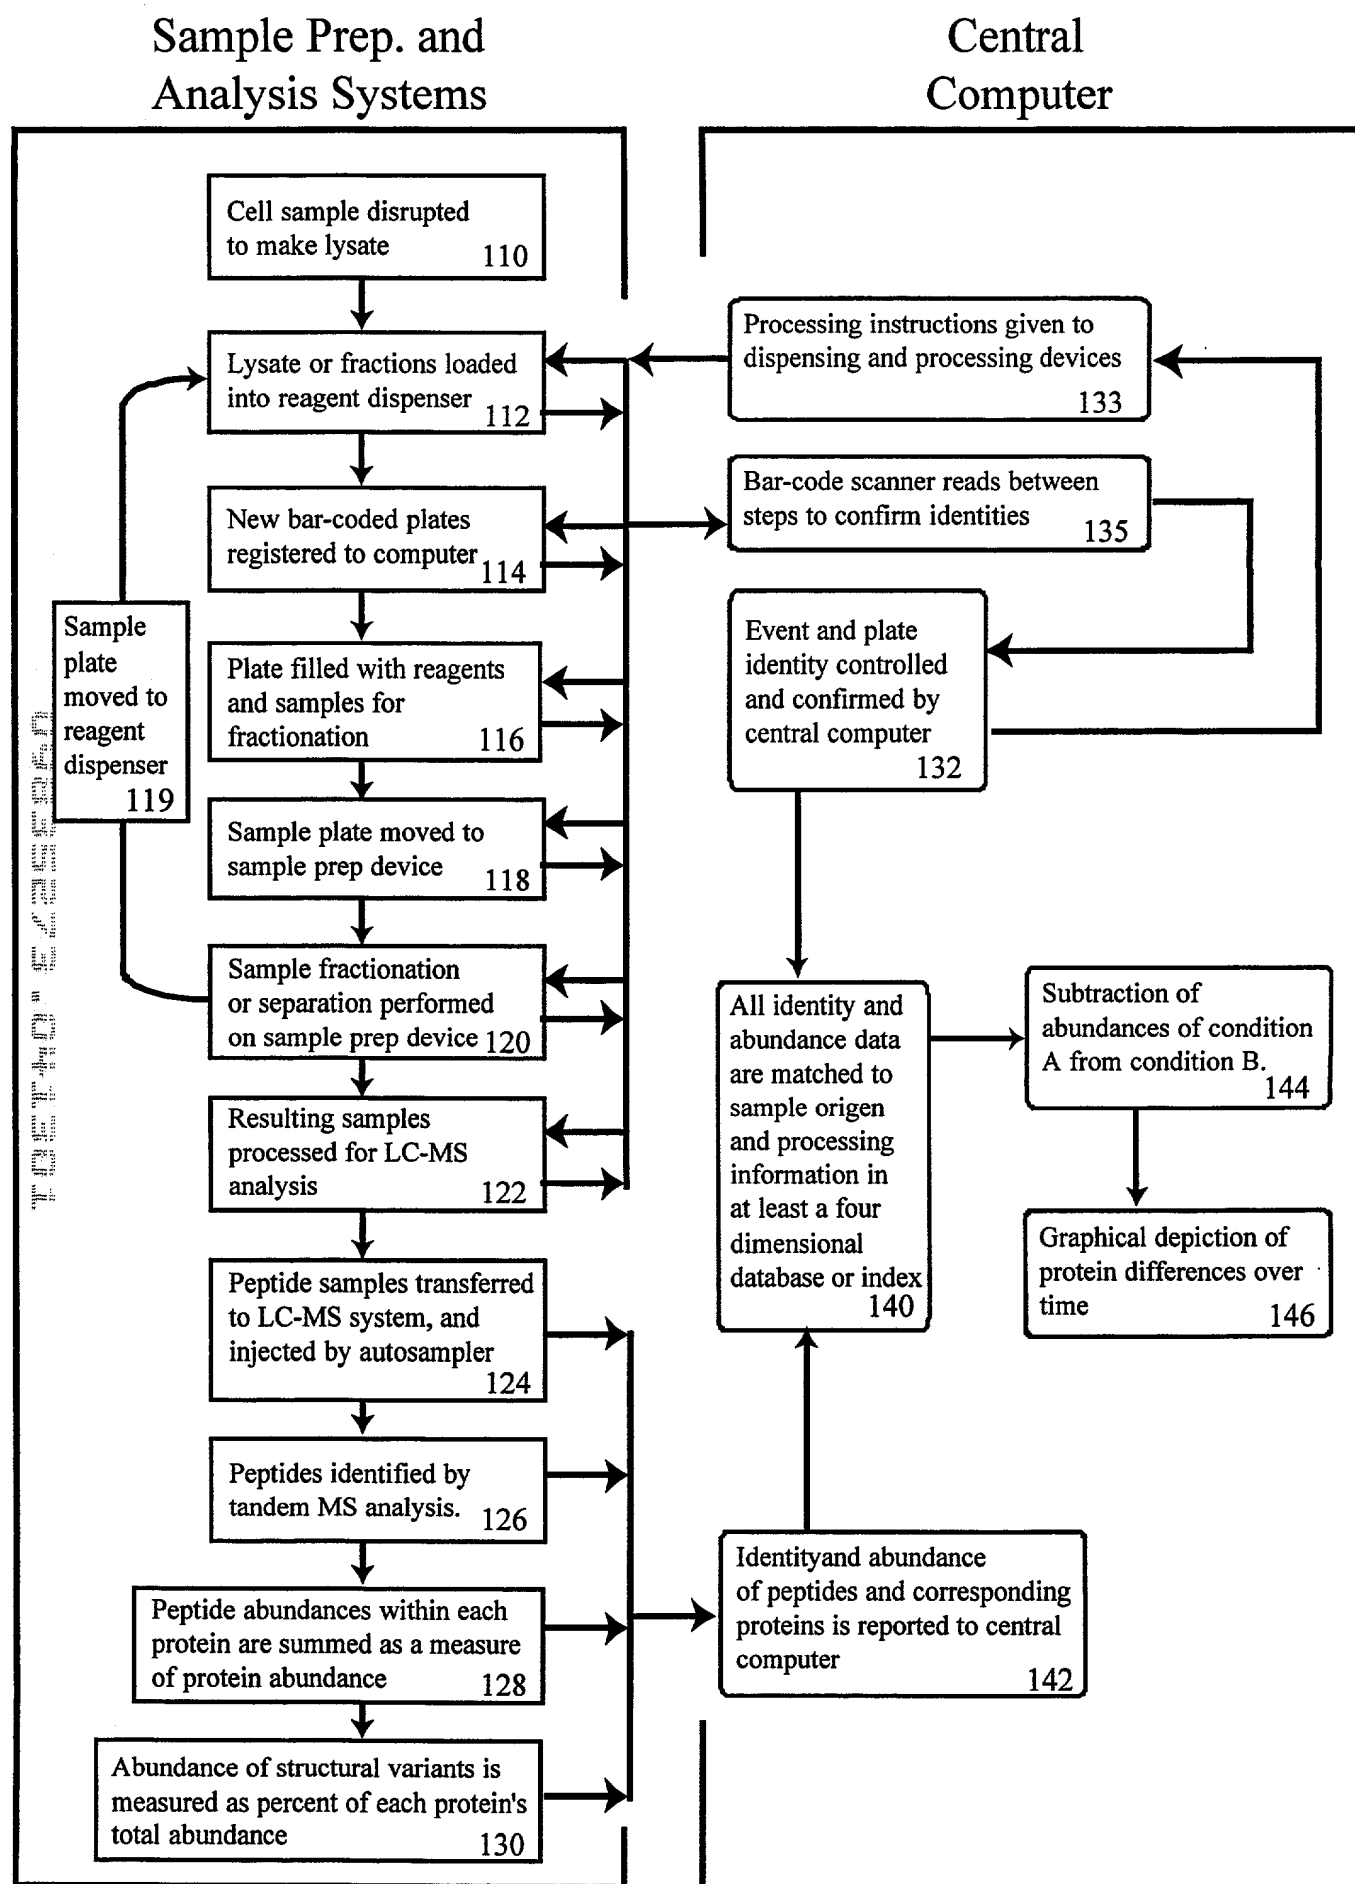 Sample Prep. and
Analysis Systems
Central
Computer
Cell sample disrupted
to make lysate
110
Lysate or fractions loaded
into reagent dispenser
112
New bar-coded plates
registered to computer
114
Sample
plate
moved to
reagent
dispenser
119
Plate filled with reagents
and samples for
fractionation
116
Sample plate moved to
sample prep device
118
Sample fractionation
or separation performed
on sample prep device
120
Resulting samples
processed for LC-MS
analysis
122
Peptide samples transferred
to LC-MS system, and
injected by autosampler
124
Peptides identified by
tandem MS analysis.
126
Peptide abundances within each
protein are summed as a measure
of protein abundance
128
Abundance of structural variants is
measured as percent of each protein's
total abundance
130
Processing instructions given to
dispensing and processing devices
133
Bar-code scanner reads between
steps to confirm identities
135
Event and plate
identity controlled
and confirmed by
central computer
132
All identity and
abundance data
are matched to
sample origen
and processing
information in
at least a four
dimensional
database or index
140
Subtraction of
abundances of condition
A from condition B.
144
Graphical depiction of
protein differences over
time
146
Identityand abundance
of peptides and corresponding
proteins is reported to central
computer
142